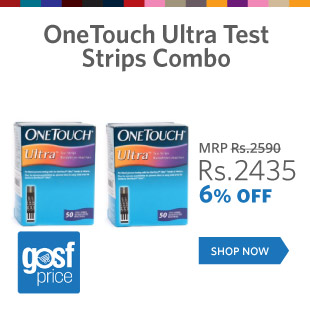 OneTouch Ultra Test
Strips Combo
ONETOUCH
Ultra
50
ONETOUCH
Ultra
50
MRP Rs.2590
Rs.2435
6% OFF
gosf
price
SHOP NOW